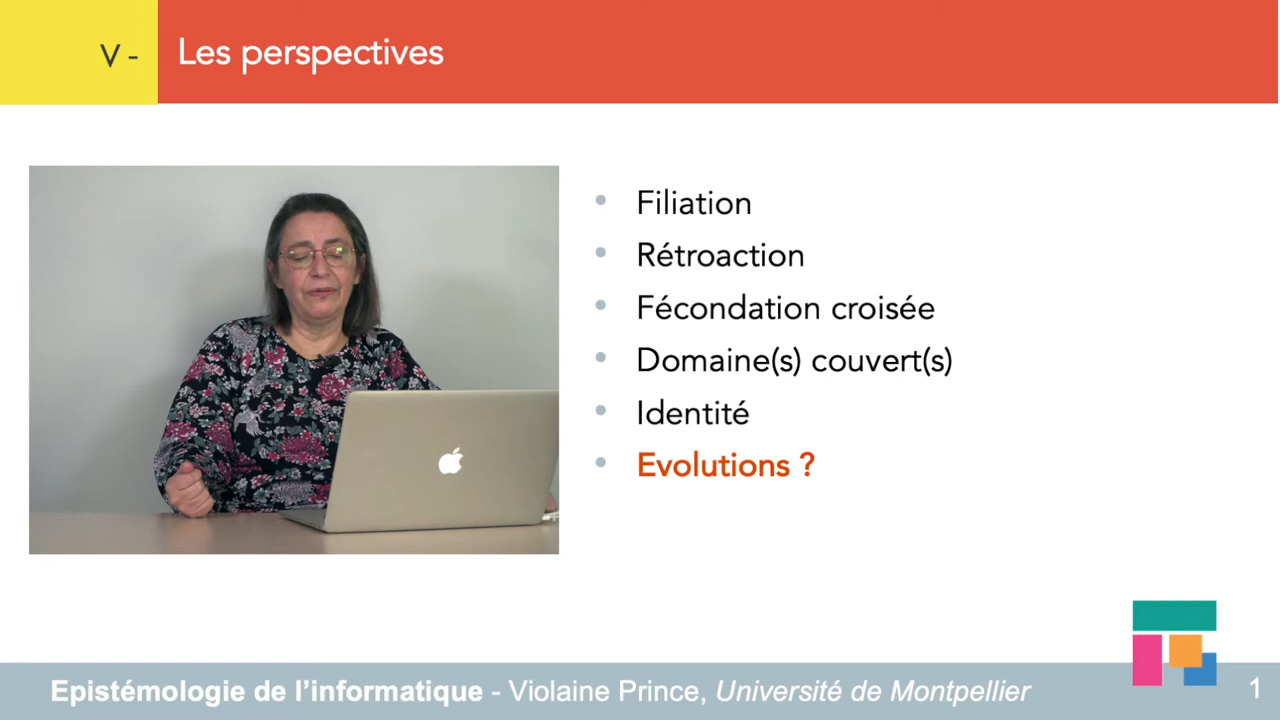 V - Les perspectives
Filiation
Rétroaction
Fécondation croisée
Domaine(s) couvert(s)
Identité
Evolutions ?
Epistémologie de l’informatique - Violaine Prince, Université de Montpellier 1